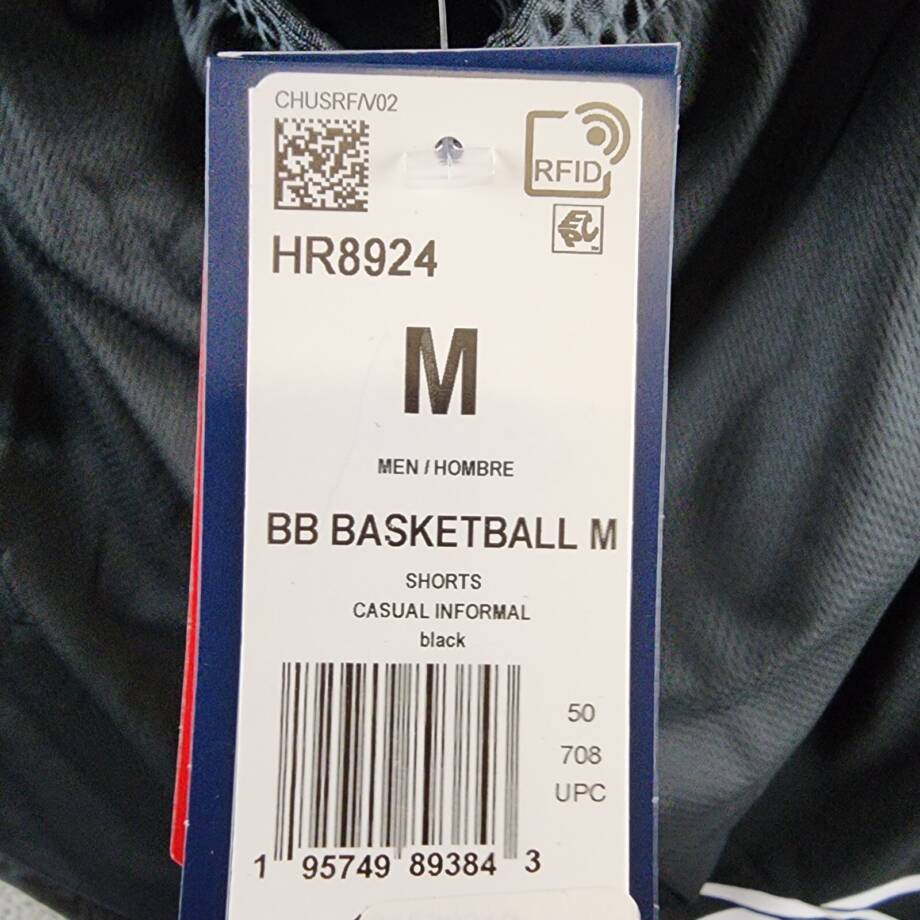 CHUSRF/V02
RFID
EPC
HR8924
M
MEN / HOMBRE
BB BASKETBALL M
SHORTS
CASUAL INFORMAL
black
50
708
UPC
1 95749 89384 3